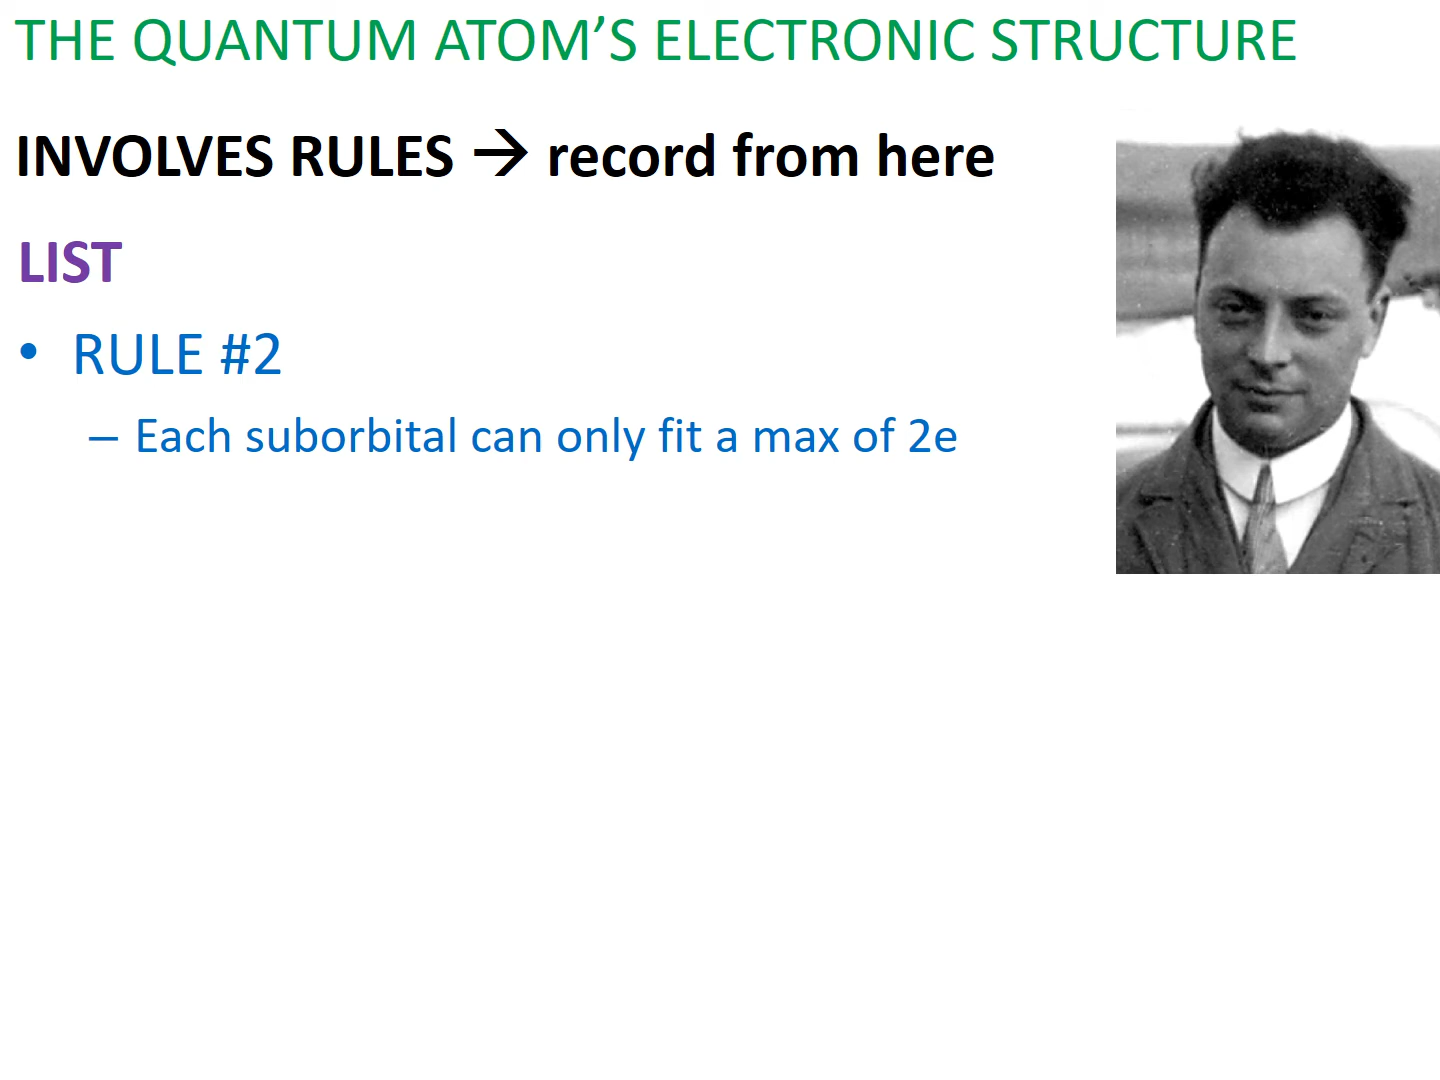 THE QUANTUM ATOM’S ELECTRONIC STRUCTURE
INVOLVES RULES → record from here
LIST
• RULE #2
– Each suborbital can only fit a max of 2e